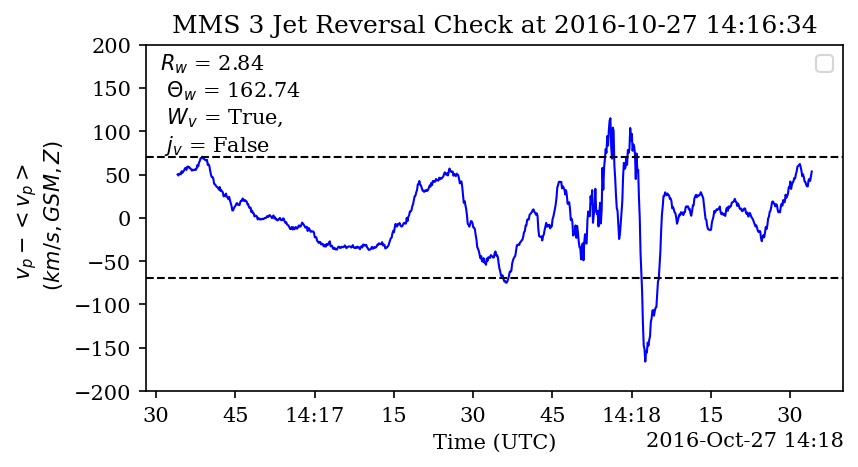 MMS 3 Jet Reversal Check at 2016-10-27 14:16:34
R_w = 2.84
Θ_w = 162.74
W_v = True,
j_v = False
v_p − < v_p >
(km/s, GSM, Z)
200
150
100
50
0
−50
−100
−150
−200
30 45 14:17 15 30 45 14:18 15 30
Time (UTC)
2016-Oct-27 14:18